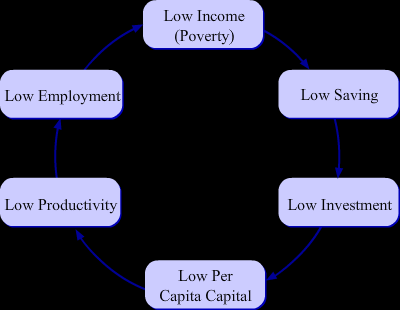 Low Income
(Poverty)
Low Saving
Low Investment
Low Per
Capita Capital
Low Productivity
Low Employment